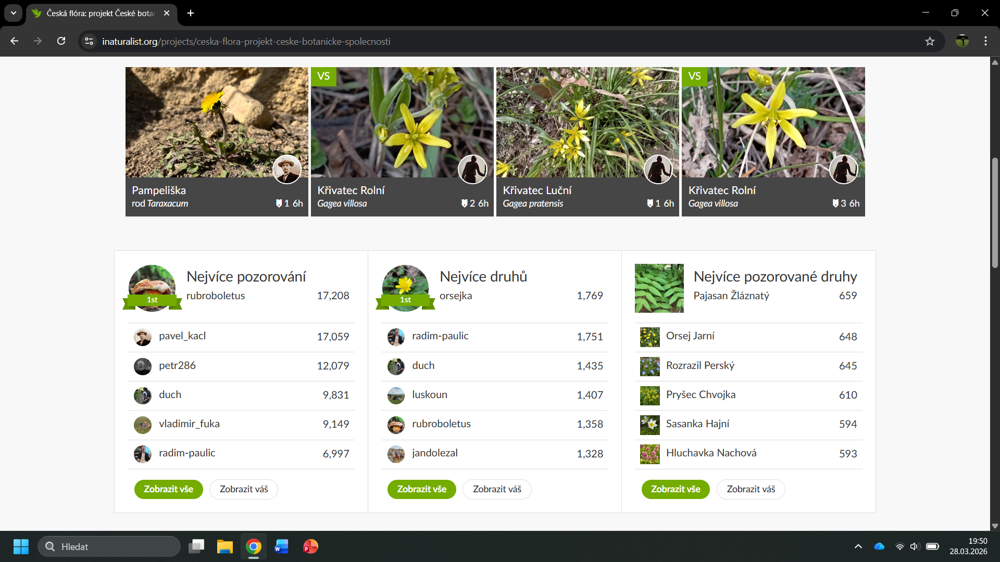 Česká flóra: projekt České botan
inaturalist.org/projects/ceska-flora-projekt-ceske-botanicke-spolecnosti
VS
VS
Pampeliška
rod Taraxacum
1 6h
Křivatec Rolní
Gagea villosa
2 6h
Křivatec Luční
Gagea pratensis
1 6h
Křivatec Rolní
Gagea villosa
3 6h
1st
Nejvíce pozorování
rubroboletus 17,208
pavel_kacl 17,059
petr286 12,079
duch 9,831
vladimir_fuka 9,149
radim-paulic 6,997
Zobrazit vše
Zobrazit váš
1st
Nejvíce druhů
orsejka 1,769
radim-paulic 1,751
duch 1,435
luskoun 1,407
rubroboletus 1,358
jandolezal 1,328
Zobrazit vše
Zobrazit váš
Nejvíce pozorované druhy
Pajasan Žláznatý 659
Orsej Jarní 648
Rozrazil Perský 645
Pryšec Chvojka 610
Sasanka Hajní 594
Hluchavka Nachová 593
Zobrazit vše
Zobrazit váš
Hledat
W
P
19:50
28.03.2026